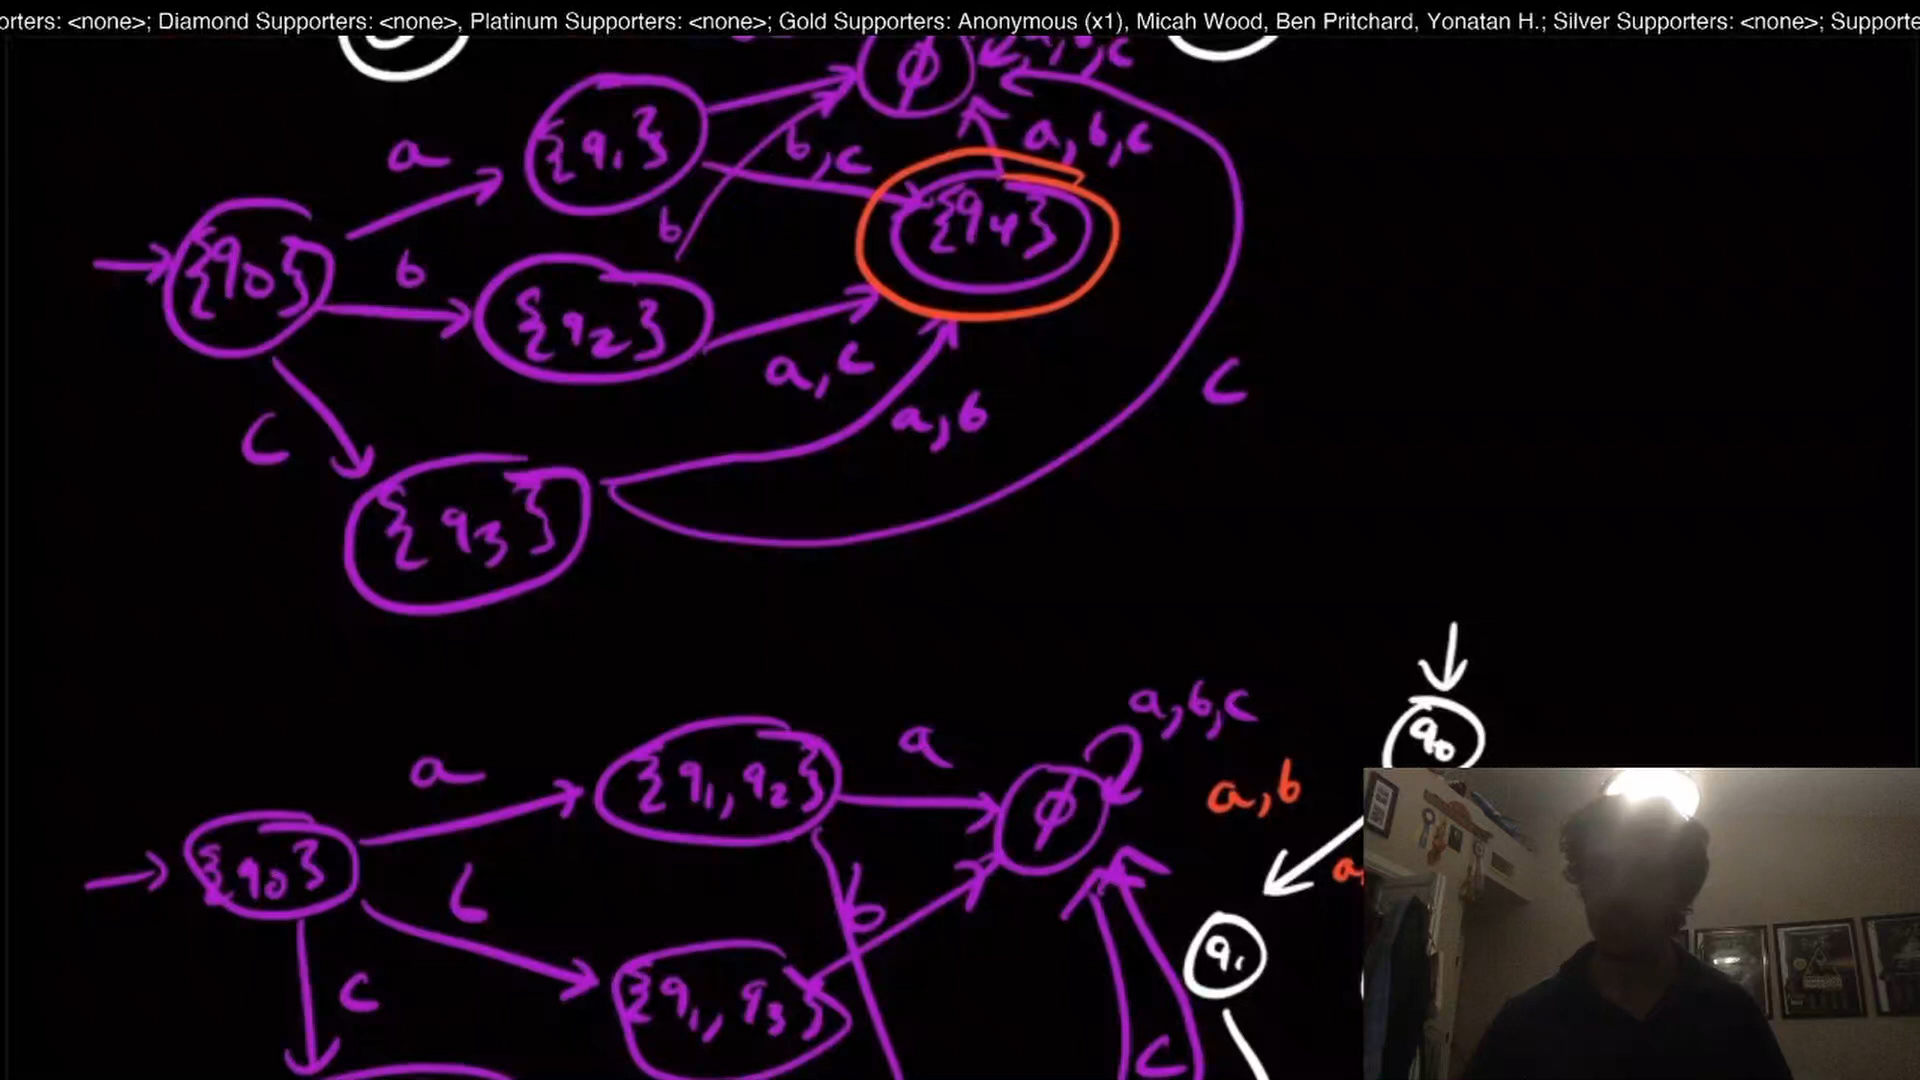 orters: <none>; Diamond Supporters: <none>, Platinum Supporters: <none>; Gold Supporters: Anonymous (x1), Micah Wood, Ben Pritchard, Yonatan H.; Silver Supporters: <none>; Supporte
ϕ
,c
{q1}
a
b,c
a,b,c
{q4}
b
{q0}
b
{q2}
a,c
c
a,b
c
{q3}
a,b,c
a
q0
{q1,q2}
a
ϕ
a,b
{q0}
b
b
a,
q1
c
{q1,q3}
c